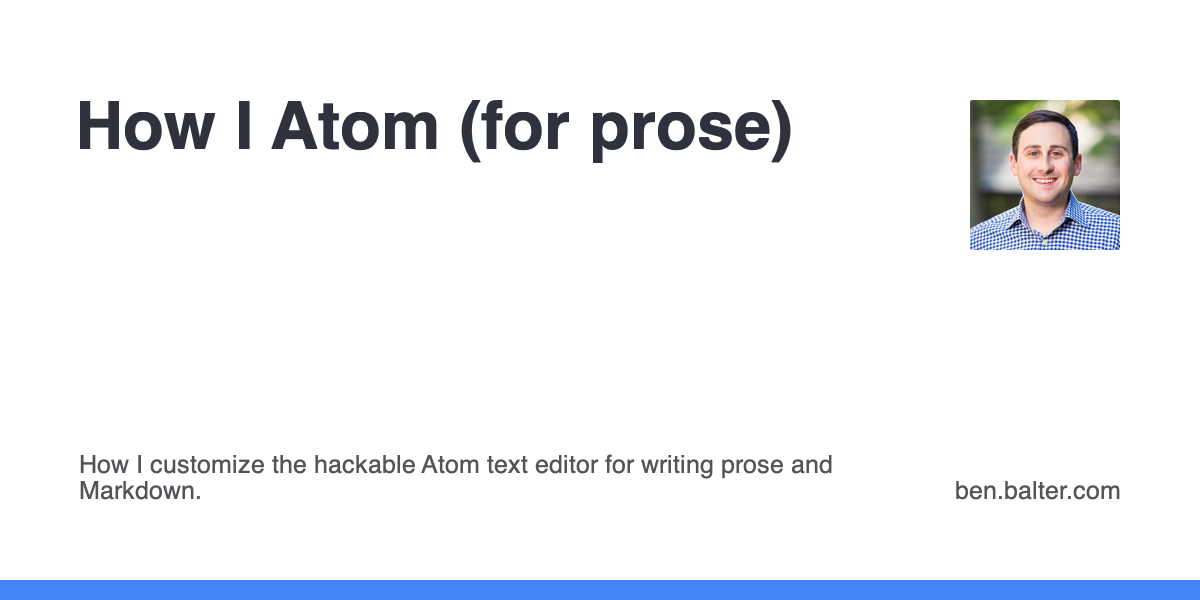 How I Atom (for prose)
How I customize the hackable Atom text editor for writing prose and
Markdown.
ben.balter.com